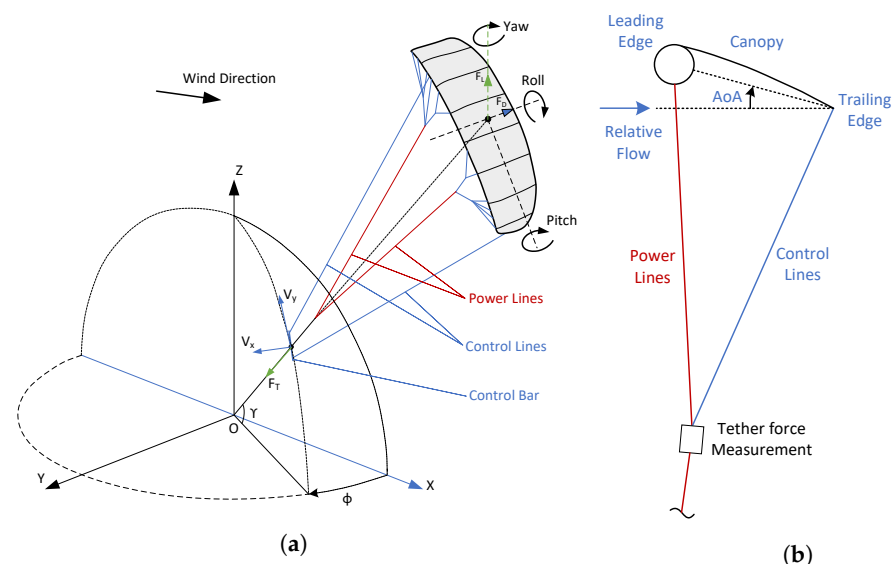 Yaw
Wind Direction
Roll
F_L
F_D
Z
Pitch
V_y
V_x
Power Lines
Control Lines
F_T
Control Bar
ϒ
O
Y
X
ϕ
(a)
Leading
Edge
Canopy
AoA
Trailing
Edge
Relative
Flow
Power
Lines
Control
Lines
Tether force
Measurement
(b)